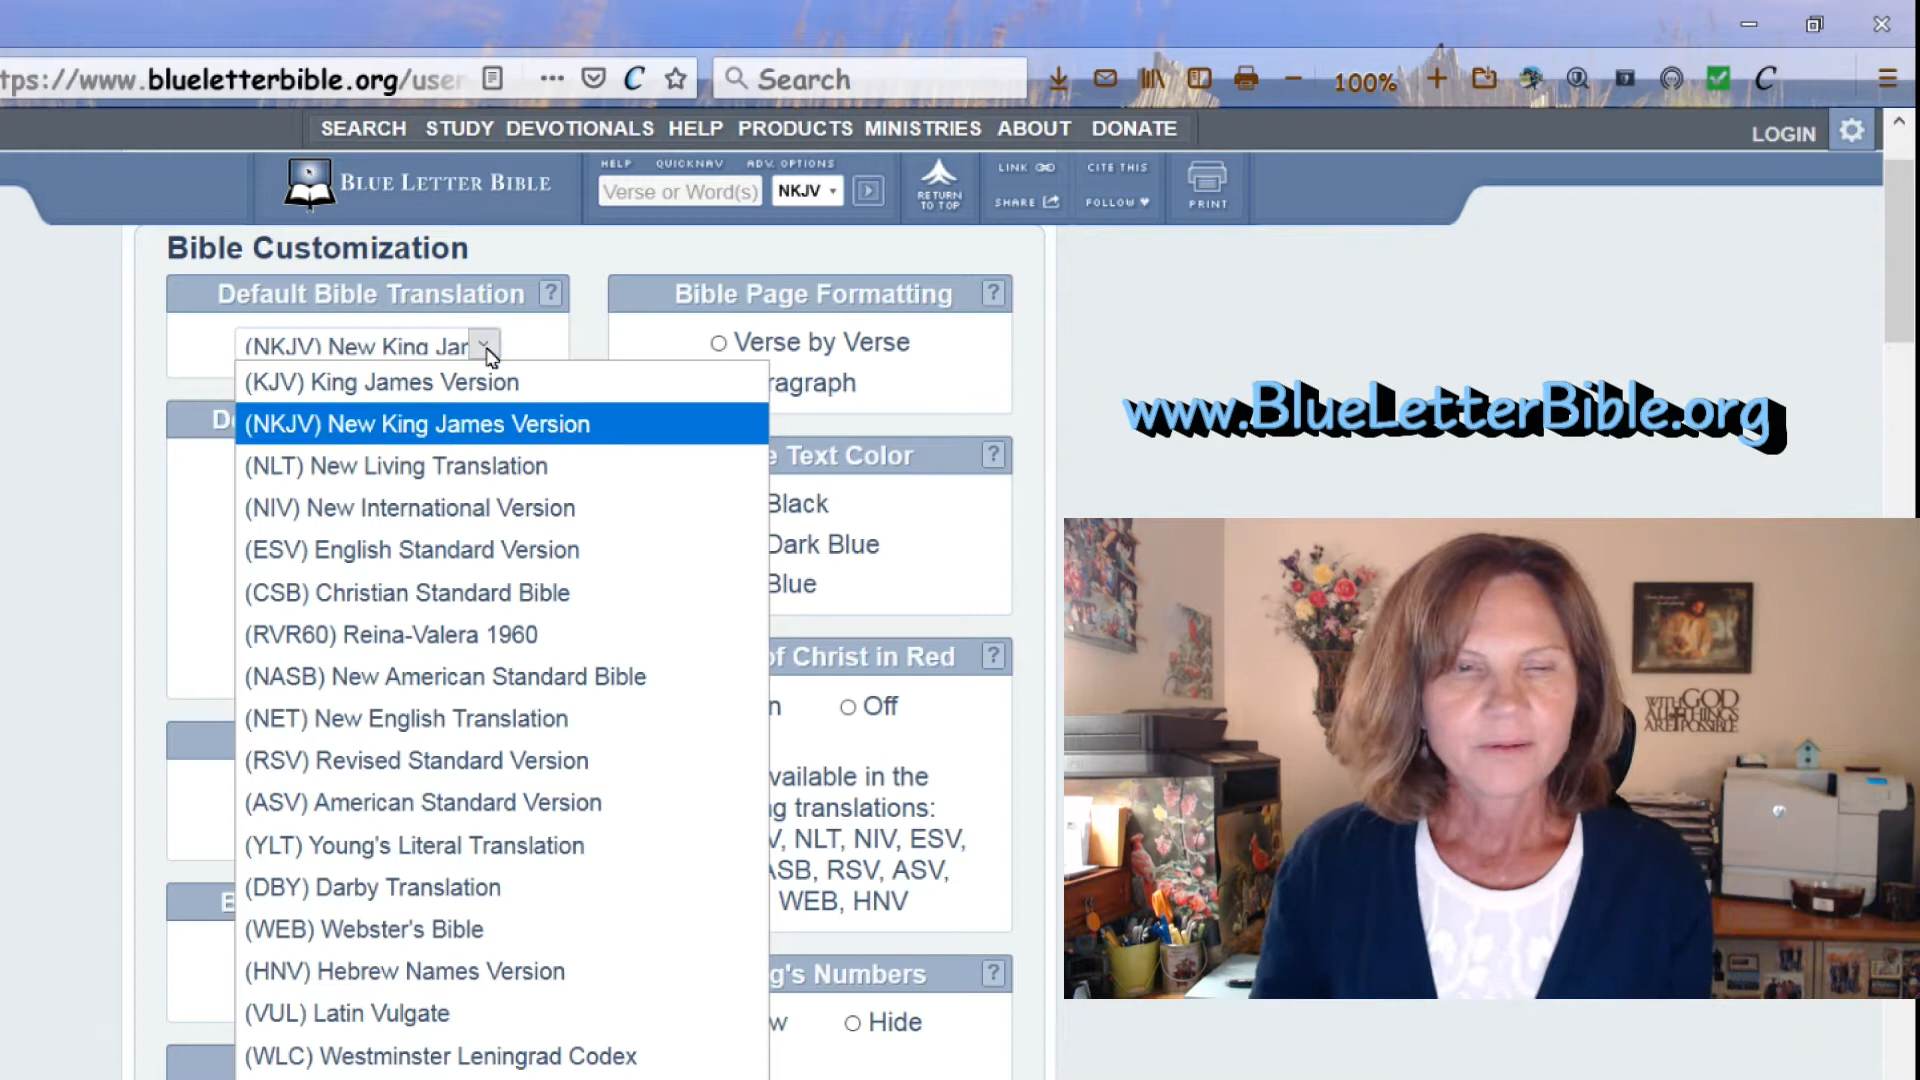 tps://www.blueletterbible.org/user
Search
100%
SEARCH STUDY DEVOTIONALS HELP PRODUCTS MINISTRIES ABOUT DONATE
LOGIN
BLUE LETTER BIBLE
HELP QUICKNAV ADV. OPTIONS
Verse or Word(s)
NKJV
RETURN TO TOP
LINK
CITE THIS
SHARE
FOLLOW
PRINT
Bible Customization
Default Bible Translation ?
(NKJV) New King Jar
(KJV) King James Version
(NKJV) New King James Version
(NLT) New Living Translation
(NIV) New International Version
(ESV) English Standard Version
(CSB) Christian Standard Bible
(RVR60) Reina-Valera 1960
(NASB) New American Standard Bible
(NET) New English Translation
(RSV) Revised Standard Version
(ASV) American Standard Version
(YLT) Young's Literal Translation
(DBY) Darby Translation
(WEB) Webster's Bible
(HNV) Hebrew Names Version
(VUL) Latin Vulgate
(WLC) Westminster Leningrad Codex
Bible Page Formatting ?
Verse by Verse
ragraph
e Text Color ?
Black
Dark Blue
Blue
of Christ in Red ?
n
Off
vailable in the
g translations:
V, NLT, NIV, ESV,
ASB, RSV, ASV,
WEB, HNV
g's Numbers ?
w
Hide
www.BlueLetterBible.org
WITH GOD
ALL THINGS
ARE POSSIBLE